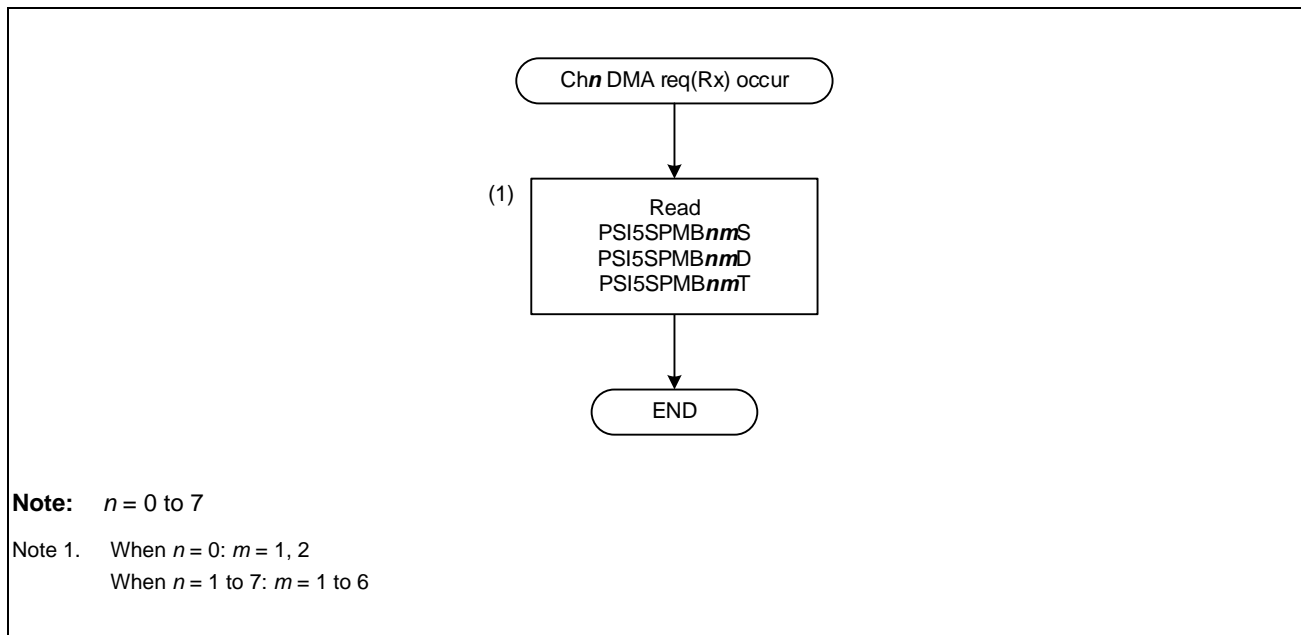 Chn DMA req(Rx) occur
(1)
Read
PSI5SPMBnmS
PSI5SPMBnmD
PSI5SPMBnmT
END
Note: n = 0 to 7
Note 1. When n = 0: m = 1, 2
When n = 1 to 7: m = 1 to 6